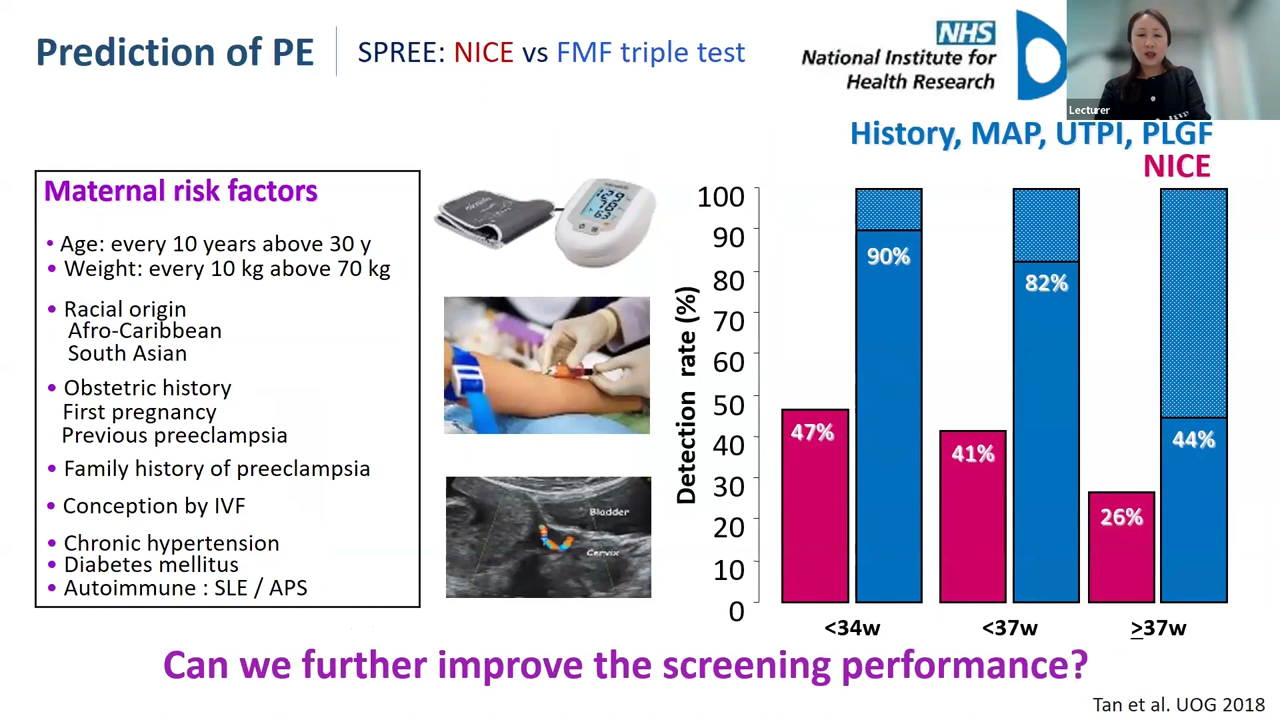 Prediction of PE
SPREE: NICE vs FMF triple test
NHS
National Institute for
Health Research
Lecturer
History, MAP, UTPI, PLGF
NICE
Maternal risk factors
• Age: every 10 years above 30 y
• Weight: every 10 kg above 70 kg
• Racial origin
Afro-Caribbean
South Asian
• Obstetric history
First pregnancy
Previous preeclampsia
• Family history of preeclampsia
• Conception by IVF
• Chronic hypertension
• Diabetes mellitus
• Autoimmune : SLE / APS
Bladder
Cervix
Detection rate (%)
100
90
80
70
60
50
40
30
20
10
0
47%
90%
41%
82%
26%
44%
<34w
<37w
≥37w
Can we further improve the screening performance?
Tan et al. UOG 2018